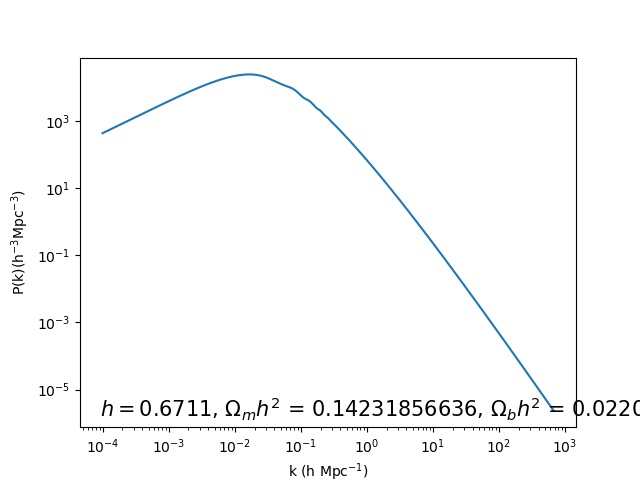 10³
10¹
10⁻¹
10⁻³
10⁻⁵
P(k)(h⁻³Mpc⁻³)
h = 0.6711, Ωₘh² = 0.14231856636, Ω_bh² = 0.0220
10⁻⁴ 10⁻³ 10⁻² 10⁻¹ 10⁰ 10¹ 10² 10³
k (h Mpc⁻¹)